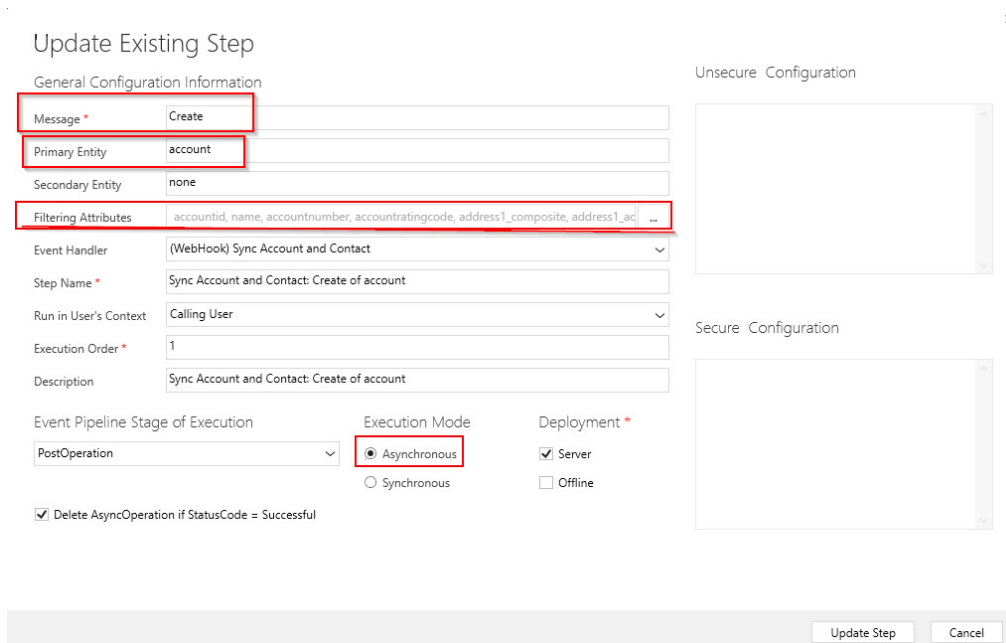 Update Existing Step
General Configuration Information
Message *
Create
Primary Entity
account
Secondary Entity
none
Filtering Attributes
accountid, name, accountnumber, accountratingcode, address1_composite, address1_ad
...
Event Handler
(WebHook) Sync Account and Contact
Step Name *
Sync Account and Contact: Create of account
Run in User's Context
Calling User
Execution Order *
1
Description
Sync Account and Contact: Create of account
Event Pipeline Stage of Execution
PostOperation
Execution Mode
Asynchronous
Synchronous
Deployment *
Server
Offline
Delete AsyncOperation if StatusCode = Successful
Unsecure Configuration
Secure Configuration
Update Step
Cancel